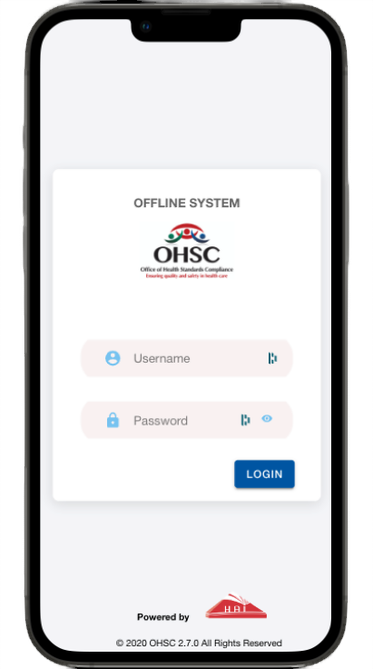 OFFLINE SYSTEM
OHSC
Office of Health Standards Compliance
Ensuring quality and safety in health care
Username
Password
LOGIN
Powered by
HBI
© 2020 OHSC 2.7.0 All Rights Reserved